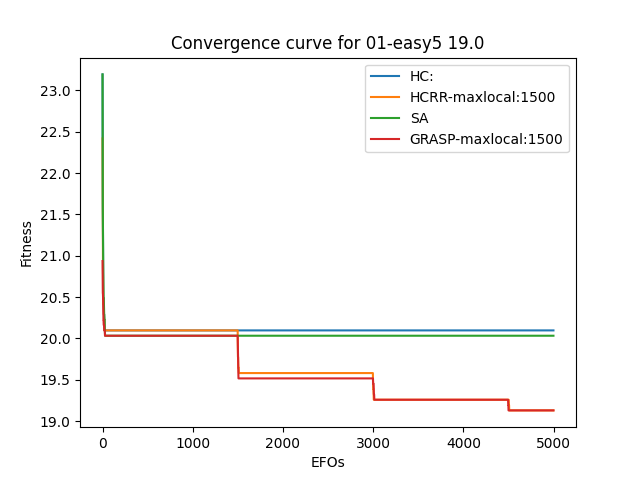 Convergence curve for 01-easy5 19.0
HC:
HCRR-maxlocal:1500
SA
GRASP-maxlocal:1500
Fitness
23.0
22.5
22.0
21.5
21.0
20.5
20.0
19.5
19.0
0 1000 2000 3000 4000 5000
EFOs